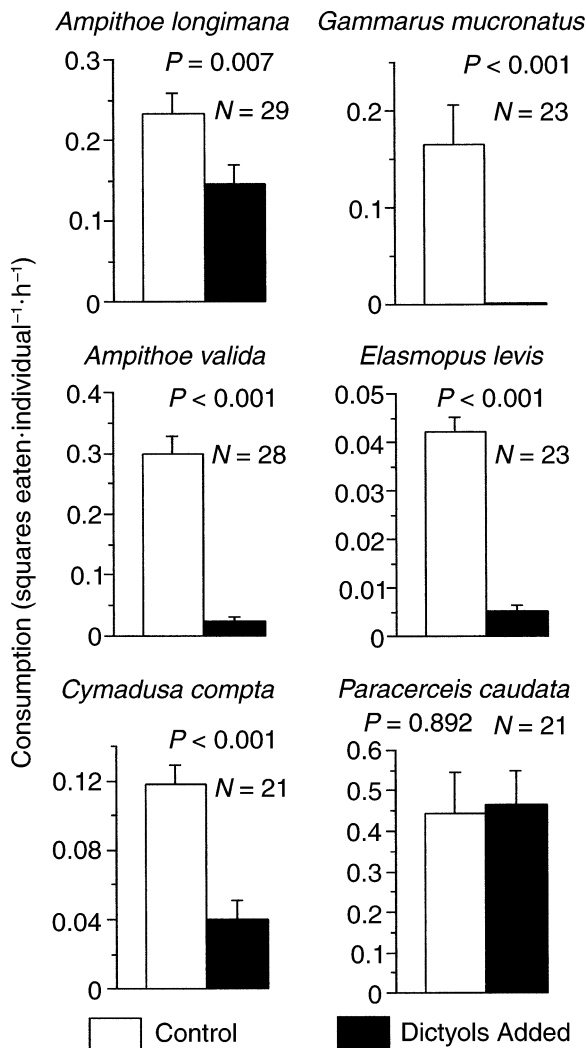 Consumption (squares eaten·individual⁻¹·h⁻¹)
Ampithoe longimana
P = 0.007
N = 29
0.3
0.2
0.1
0
Gammarus mucronatus
P < 0.001
N = 23
0.2
0.1
0
Ampithoe valida
P < 0.001
N = 28
0.4
0.3
0.2
0.1
0
Elasmopus levis
P < 0.001
N = 23
0.05
0.04
0.03
0.02
0.01
0
Cymadusa compta
P < 0.001
N = 21
0.12
0.08
0.04
0
Paracerceis caudata
P = 0.892 N = 21
0.6
0.5
0.4
0.3
0.2
0.1
0
Control
Dictyols Added